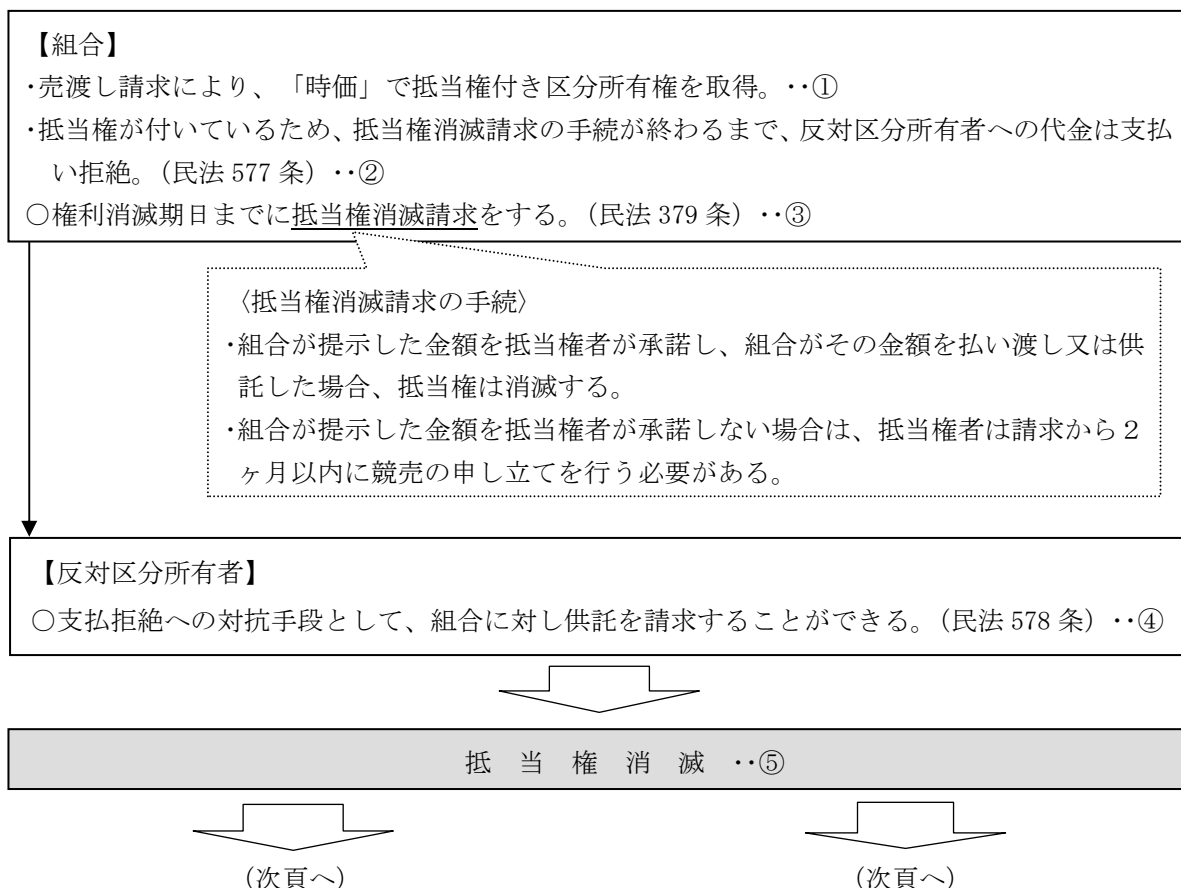 【組合】
・売渡し請求により、「時価」で抵当権付き区分所有権を取得。‥①
・抵当権が付いているため、抵当権消滅請求の手続が終わるまで、反対区分所有者への代金は支払
い拒絶。（民法 577 条）‥②
○権利消滅期日までに抵当権消滅請求をする。（民法 379 条）‥③
〈抵当権消滅請求の手続〉
・組合が提示した金額を抵当権者が承諾し、組合がその金額を払い渡し又は供
託した場合、抵当権は消滅する。
・組合が提示した金額を抵当権者が承諾しない場合は、抵当権者は請求から２
ヶ月以内に競売の申し立てを行う必要がある。
【反対区分所有者】
○支払拒絶への対抗手段として、組合に対し供託を請求することができる。（民法 578 条）‥④
抵　当　権　消　滅　‥⑤
（次頁へ）
（次頁へ）